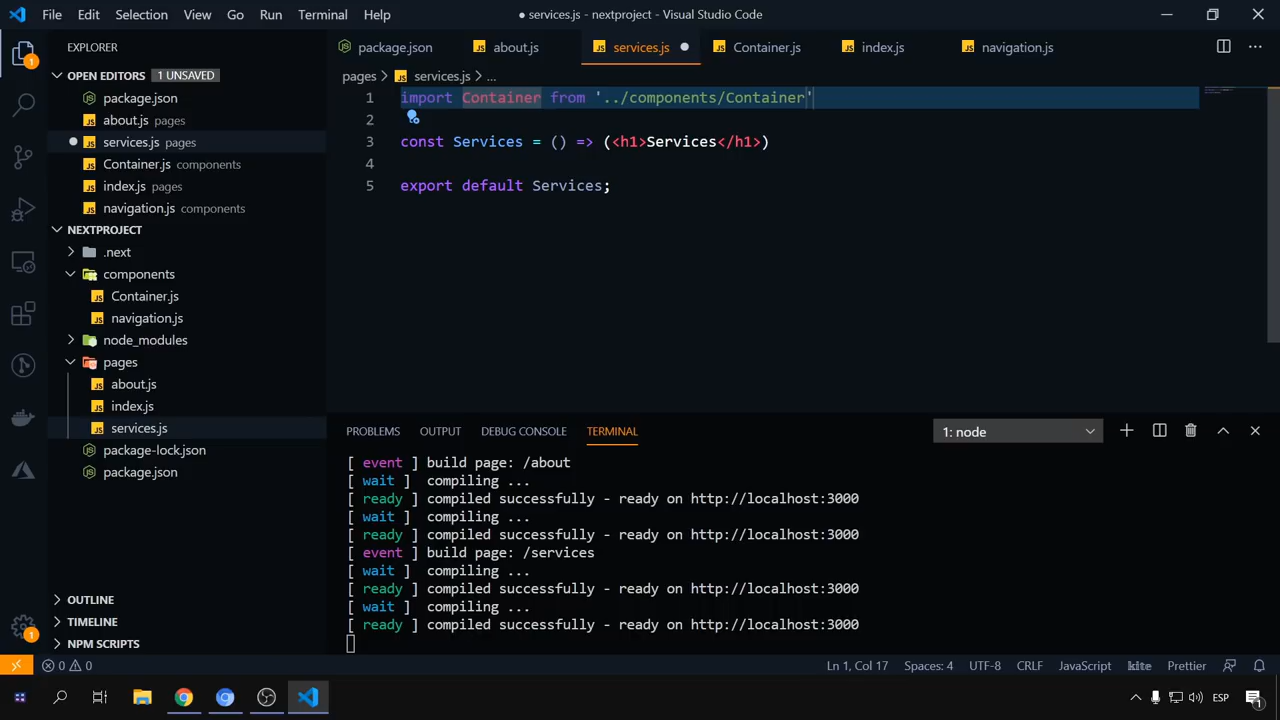 File Edit Selection View Go Run Terminal Help ● services.js - nextproject - Visual Studio Code
EXPLORER
OPEN EDITORS 1 UNSAVED
package.json
about.js pages
services.js pages
Container.js components
index.js pages
navigation.js components
NEXTPROJECT
.next
components
Container.js
navigation.js
node_modules
pages
about.js
index.js
services.js
package-lock.json
package.json
OUTLINE
TIMELINE
NPM SCRIPTS
package.json about.js services.js Container.js index.js navigation.js
pages > services.js > ...
1 import Container from '../components/Container'
2
3 const Services = () => (<h1>Services</h1>)
4
5 export default Services;
PROBLEMS OUTPUT DEBUG CONSOLE TERMINAL 1: node
[ event ] build page: /about
[ wait ] compiling ...
[ ready ] compiled successfully - ready on http://localhost:3000
[ wait ] compiling ...
[ ready ] compiled successfully - ready on http://localhost:3000
[ event ] build page: /services
[ wait ] compiling ...
[ ready ] compiled successfully - ready on http://localhost:3000
[ wait ] compiling ...
[ ready ] compiled successfully - ready on http://localhost:3000
0 0 Ln 1, Col 17 Spaces: 4 UTF-8 CRLF JavaScript kite Prettier
ESP 1